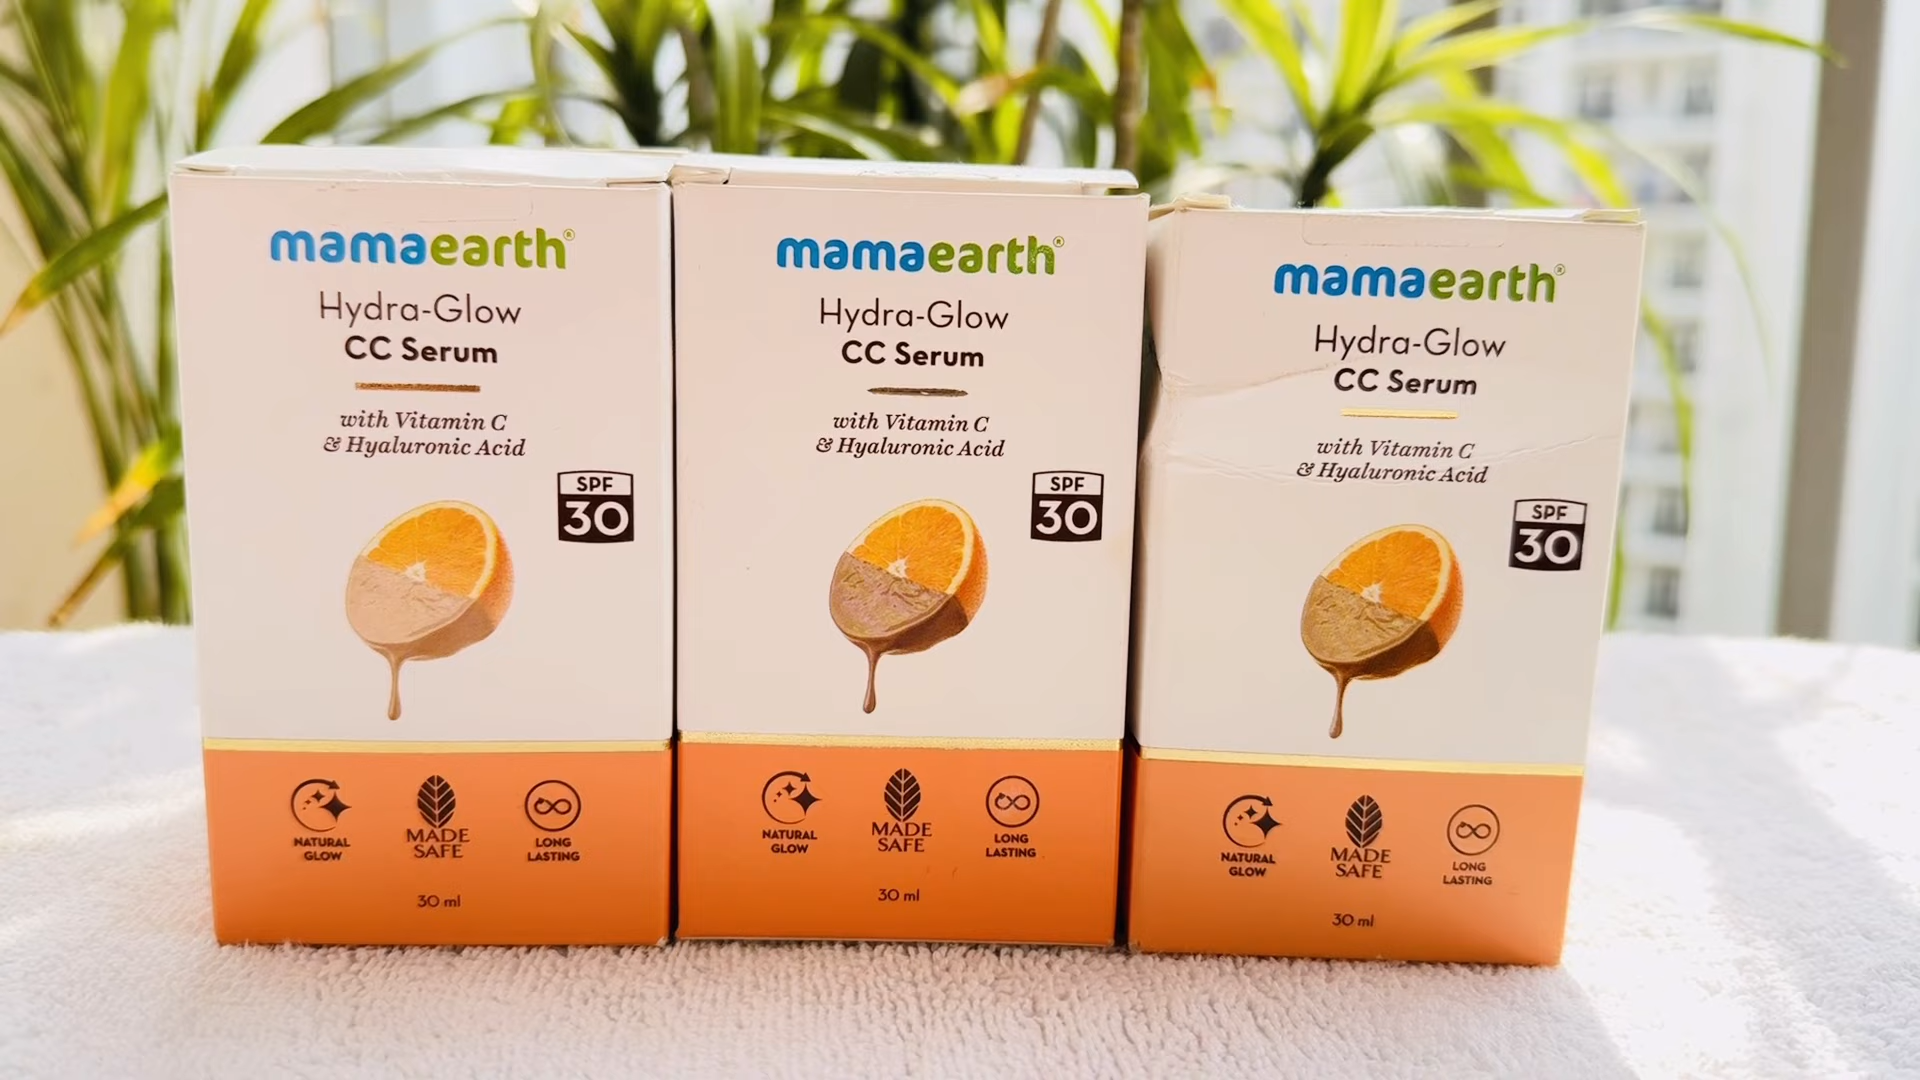 mamaearth®
Hydra-Glow
CC Serum
with Vitamin C
& Hyaluronic Acid
SPF
30
NATURAL
GLOW
MADE
SAFE
LONG
LASTING
30 ml
mamaearth®
Hydra-Glow
CC Serum
with Vitamin C
& Hyaluronic Acid
SPF
30
NATURAL
GLOW
MADE
SAFE
LONG
LASTING
30 ml
mamaearth®
Hydra-Glow
CC Serum
with Vitamin C
& Hyaluronic Acid
SPF
30
NATURAL
GLOW
MADE
SAFE
LONG
LASTING
30 ml